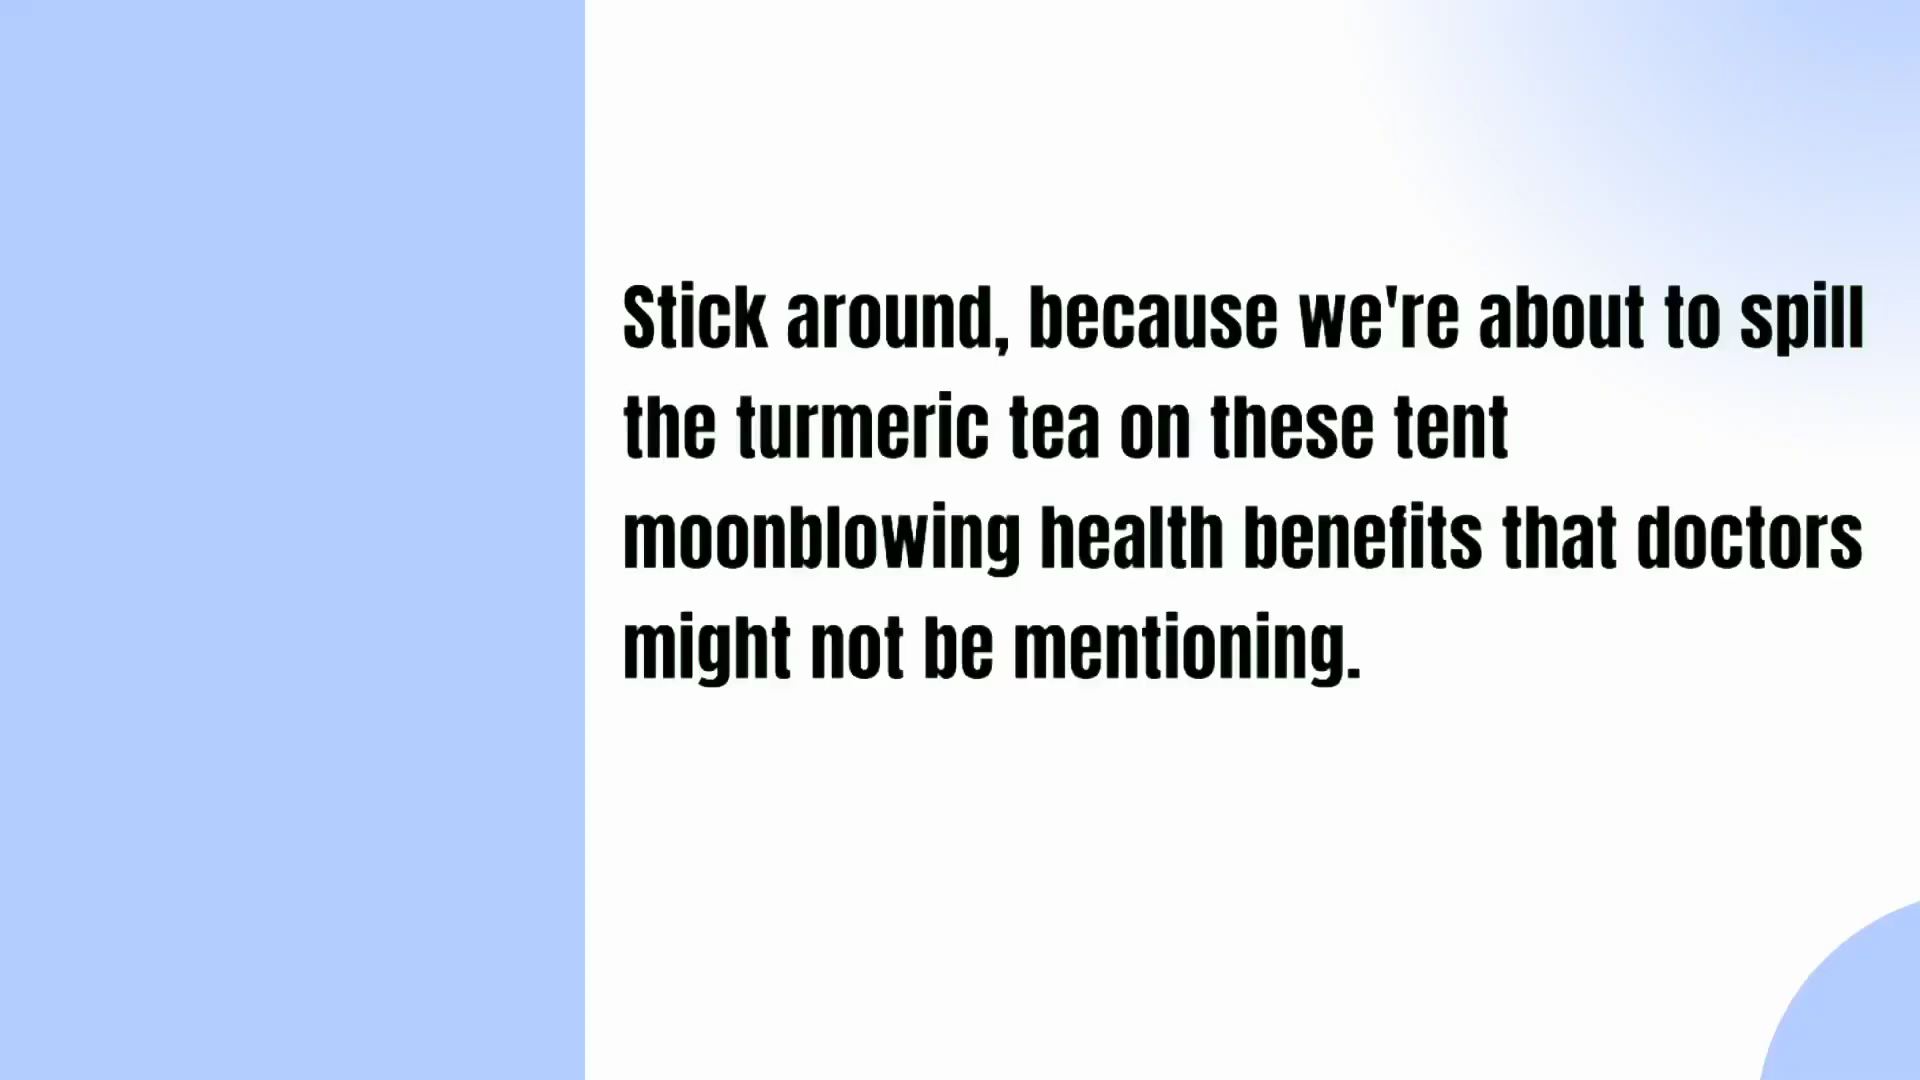 Stick around, because we're about to spill
the turmeric tea on these tent
moonblowing health benefits that doctors
might not be mentioning.